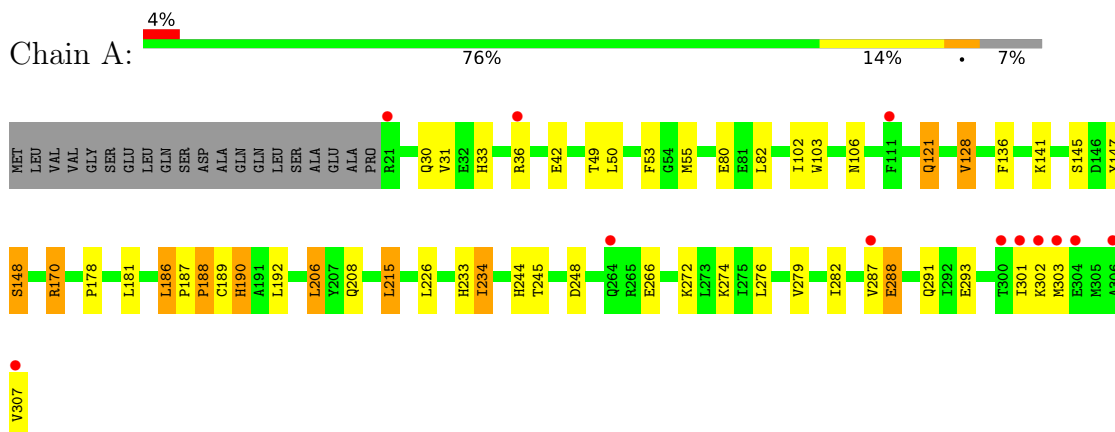 4%
Chain A:
76% 14% • 7%
MET LEU VAL VAL GLY SER GLU LEU GLN SER ASP ALA GLN GLN LEU SER ALA GLU ALA PRO R21 Q30 V31 E32 H33 R36 E42 T49 L50 F53 G54 M55 E80 E81 L82 I102 W103 N106 F111 Q121 V128 F136 K141 S145 D146 Y147
S148 R170 P178 L181 L186 P187 P188 C189 H190 A191 L192 L206 Y207 Q208 L215 L226 H233 I234 H244 T245 D248 Q264 R265 E266 K272 L273 K274 I275 L276 V279 I282 V287 E288 Q291 I292 E293 T300 I301 K302 M303 E304 M305 A306
V307